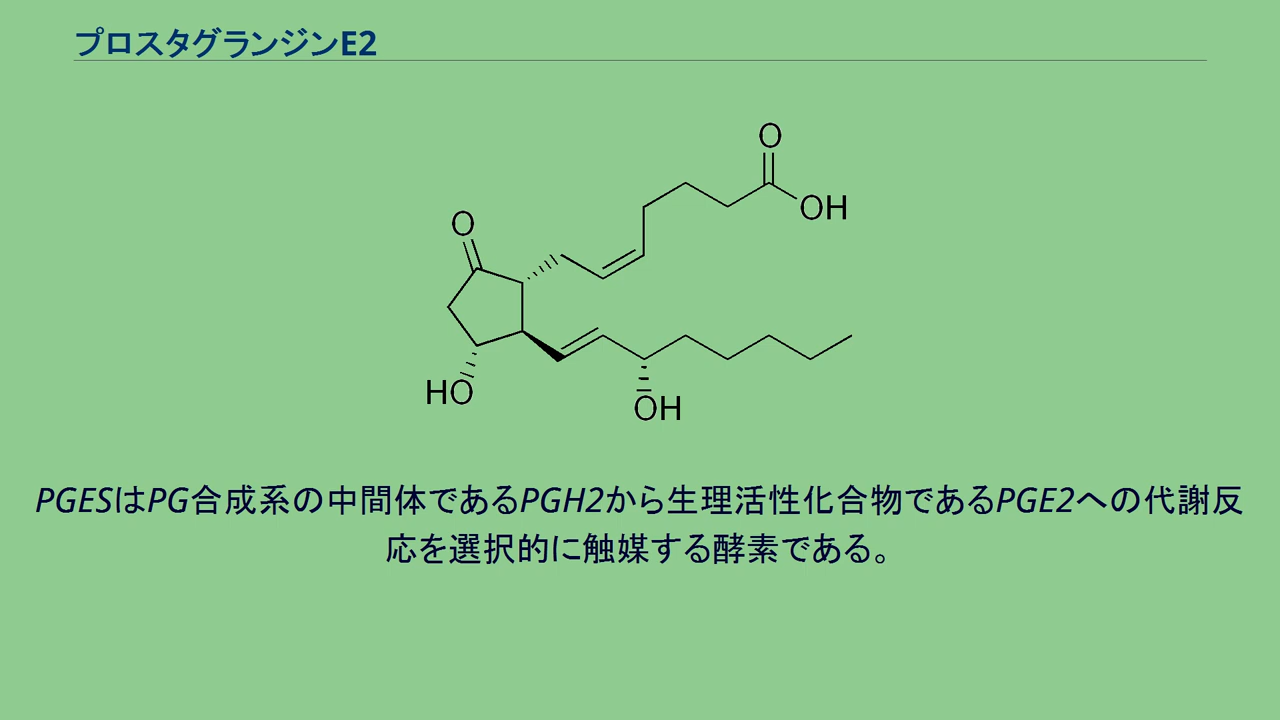 プロスタグランジンE2
O
OH
O
HO
OH
PGESはPG合成系の中間体であるPGH2から生理活性化合物であるPGE2への代謝反
応を選択的に触媒する酵素である。